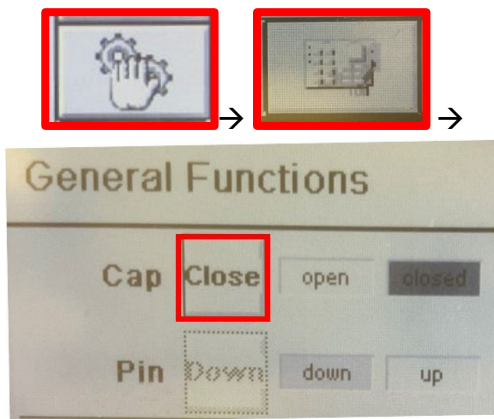 → →
General Functions
Cap Close open closed
Pin Down down up